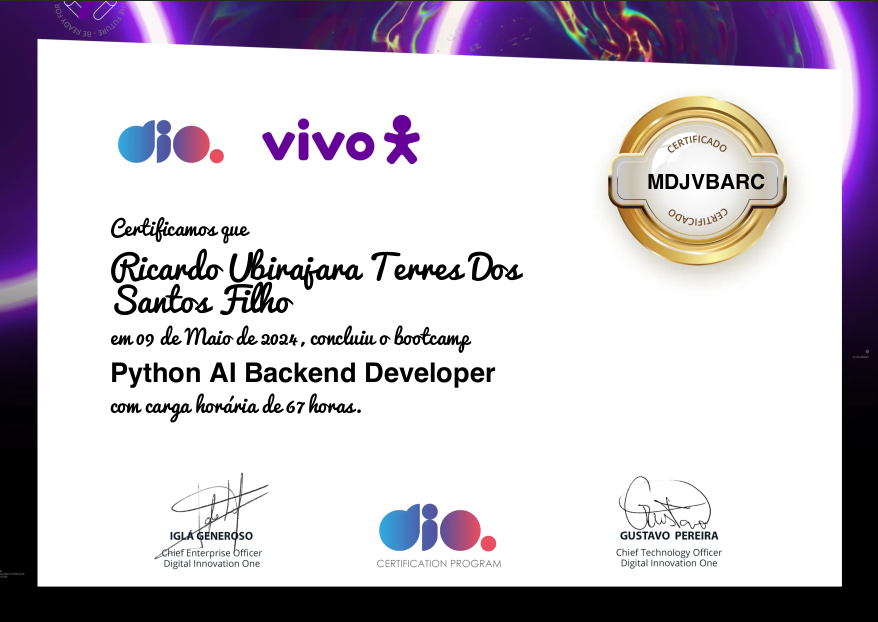 dio.
vivo
CERTIFICADO
MDJVBARC
CERTIFICADO
Certificamos que
Ricardo Ubirajara Terres Dos
Santos Filho
em 09 de Maio de 2024, concluiu o bootcamp
Python AI Backend Developer
com carga horária de 67 horas.
IGLÁ GENEROSO
Chief Enterprise Officer
Digital Innovation One
dio.
CERTIFICATION PROGRAM
GUSTAVO PEREIRA
Chief Technology Officer
Digital Innovation One